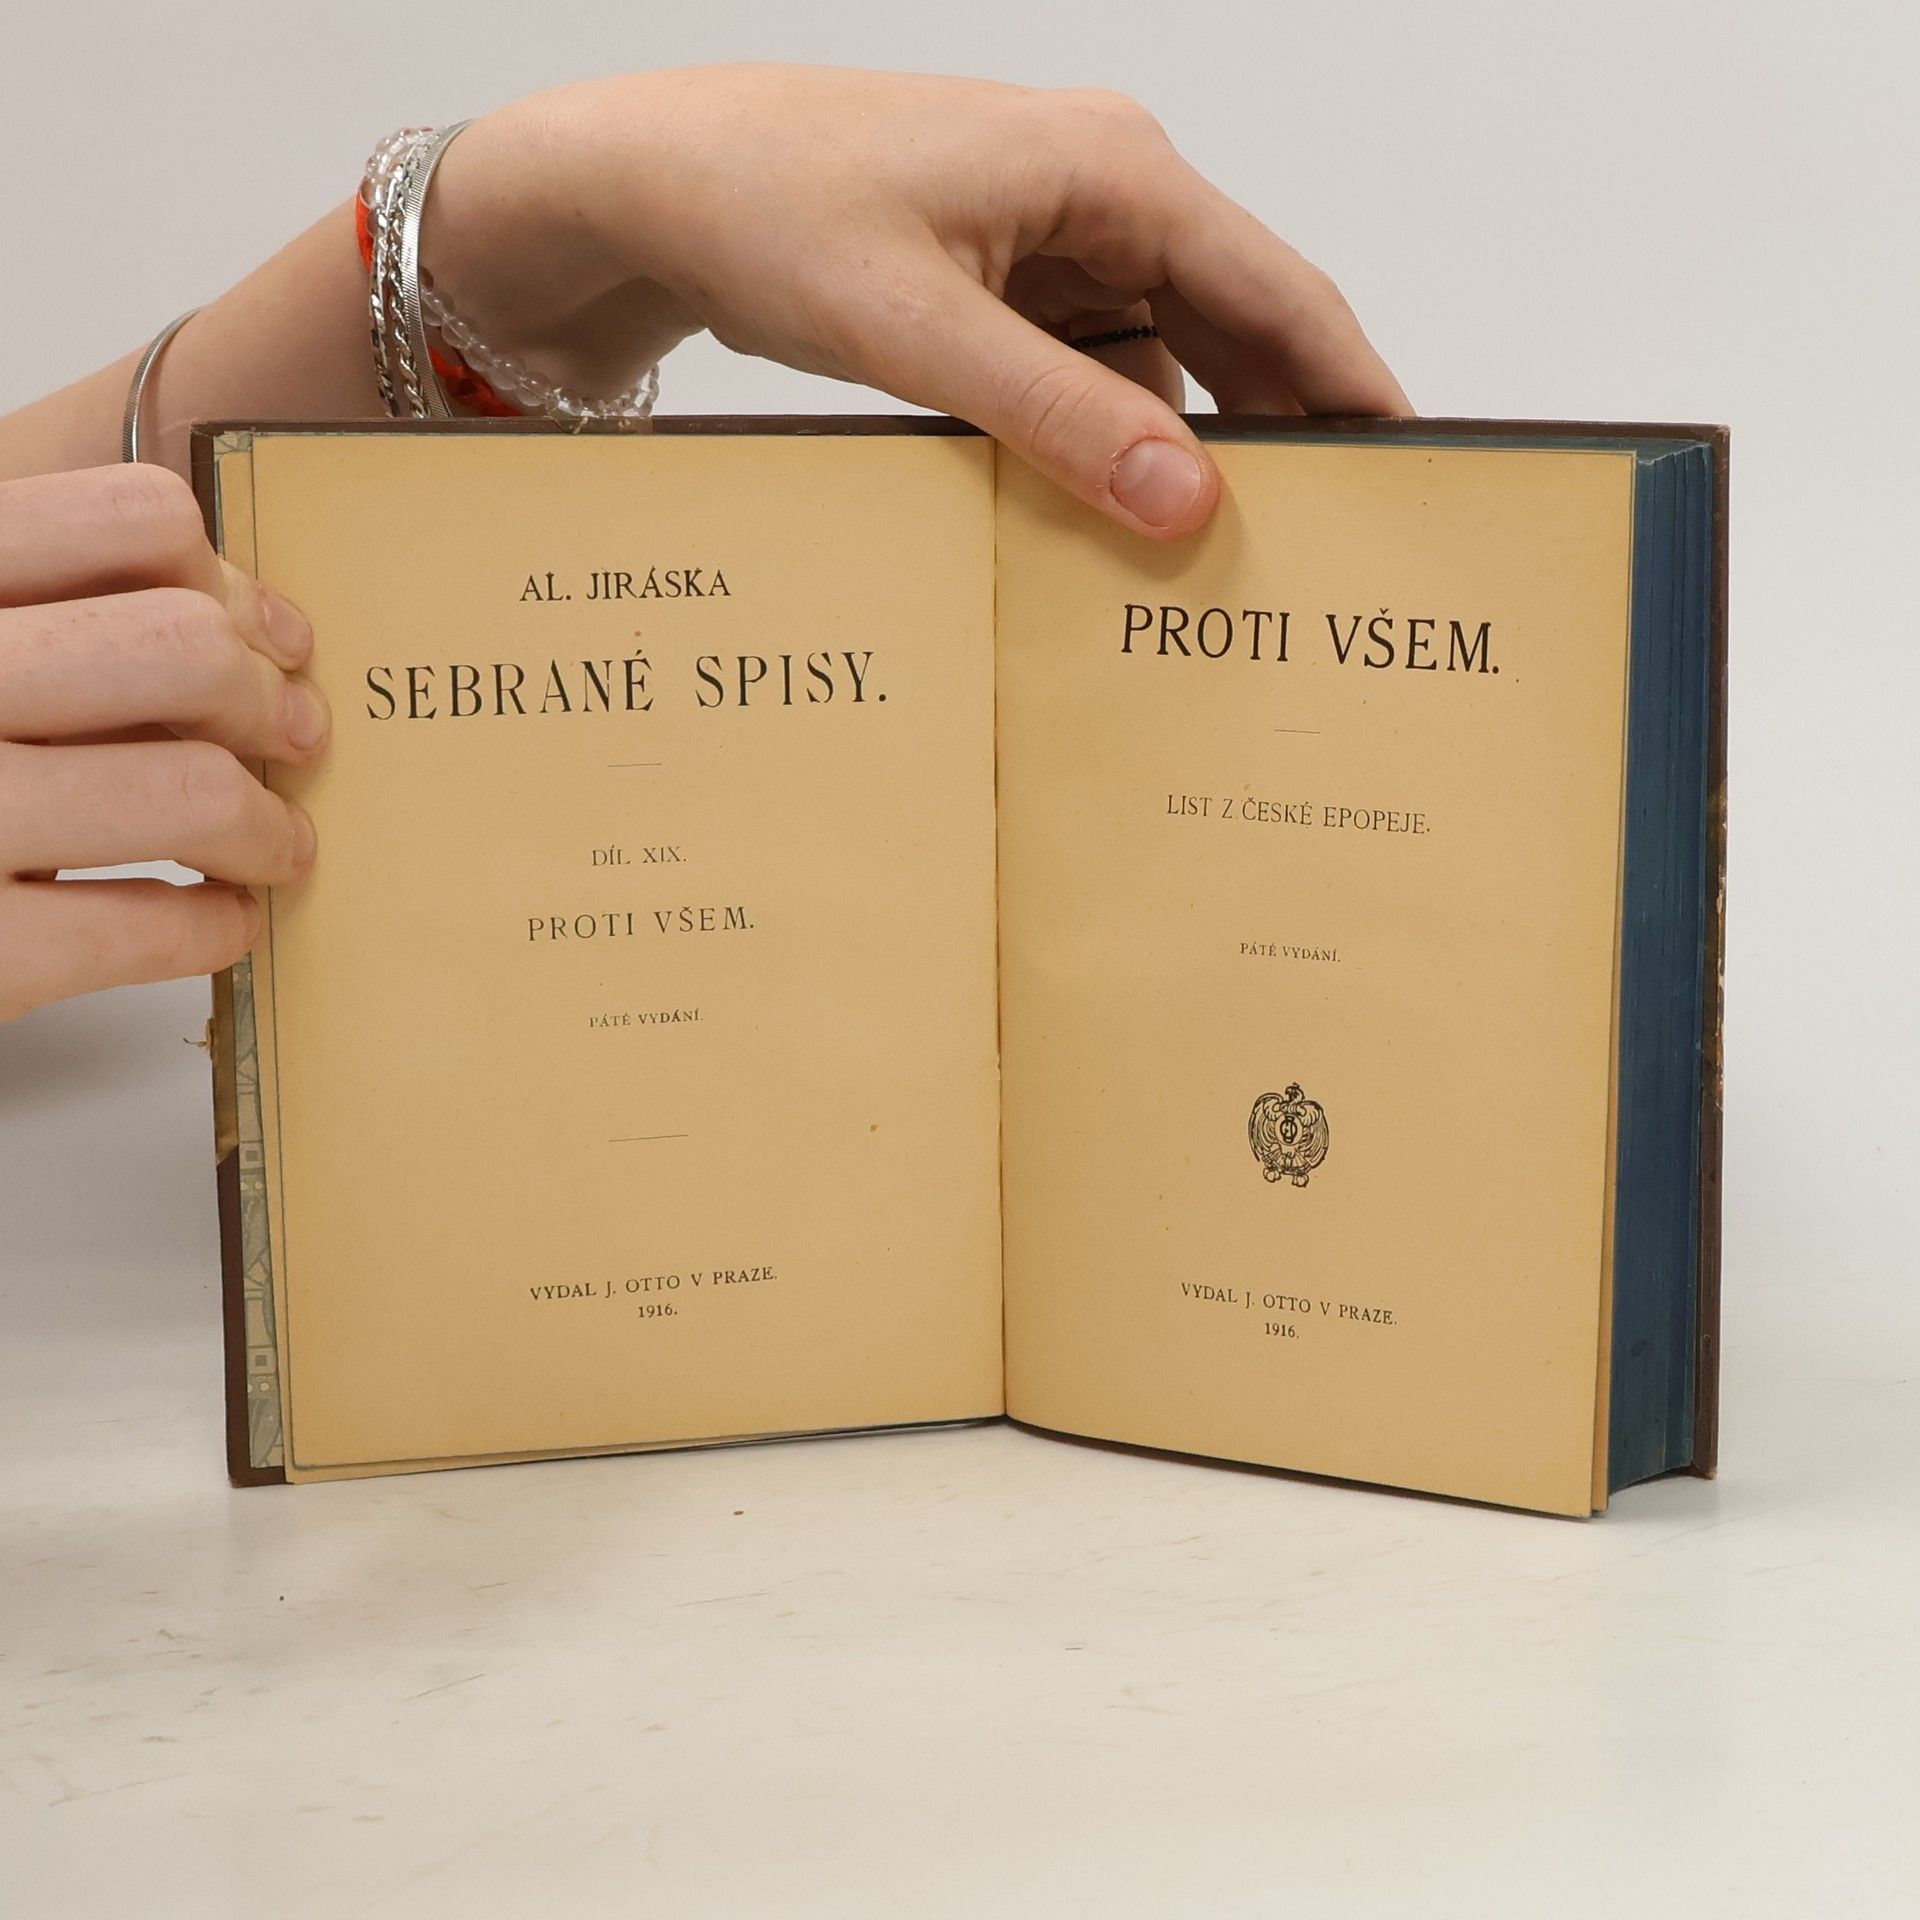 AL. JIRÁSKA
SEBRANÉ SPISY.
DÍL XIX.
PROTI VŠEM.
PÁTÉ VYDÁNÍ.
VYDAL J. OTTO V PRAZE.
1916.
PROTI VŠEM.
LIST Z ČESKÉ EPOPEJE.
PÁTÉ VYDÁNÍ.
VYDAL J. OTTO V PRAZE.
1916.